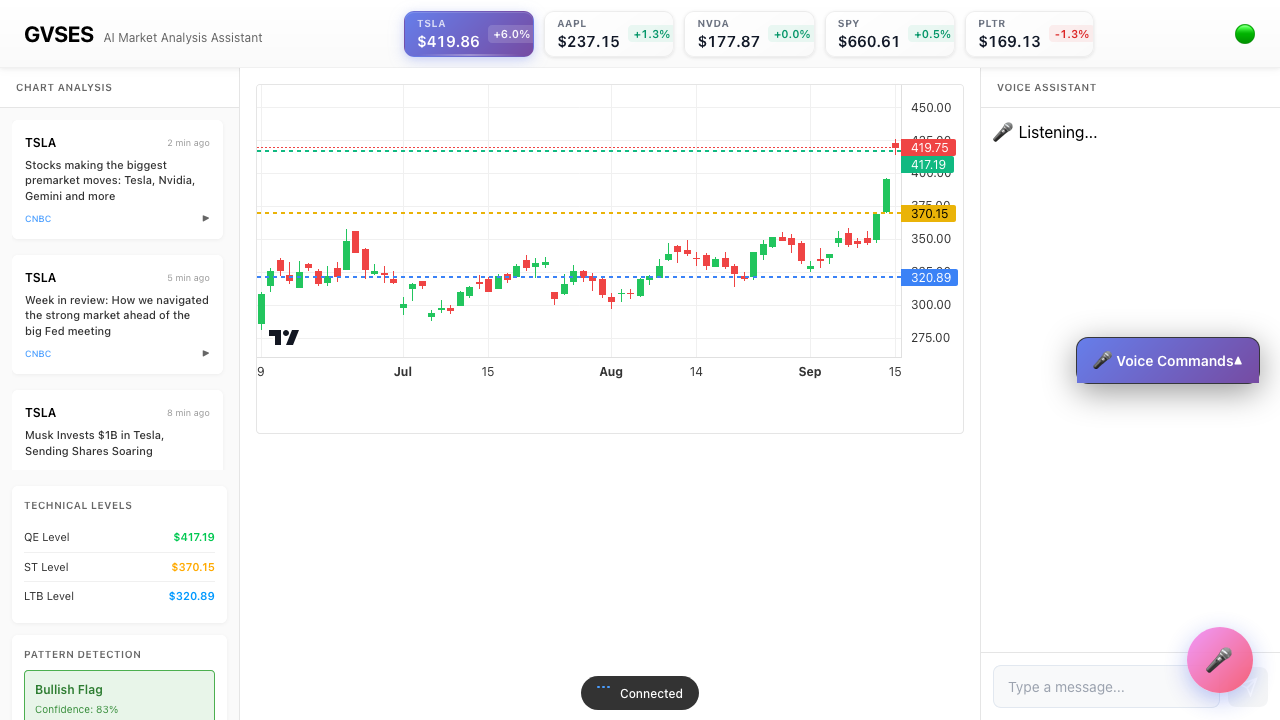 GVSES AI Market Analysis Assistant
TSLA
$419.86 +6.0%
AAPL
$237.15 +1.3%
NVDA
$177.87 +0.0%
SPY
$660.61 +0.5%
PLTR
$169.13 -1.3%
CHART ANALYSIS
TSLA 2 min ago
Stocks making the biggest
premarket moves: Tesla, Nvidia,
Gemini and more
CNBC
TSLA 5 min ago
Week in review: How we navigated
the strong market ahead of the
big Fed meeting
CNBC
TSLA 8 min ago
Musk Invests $1B in Tesla,
Sending Shares Soaring
TECHNICAL LEVELS
QE Level $417.19
ST Level $370.15
LTB Level $320.89
PATTERN DETECTION
Bullish Flag
Confidence: 83%
450.00
419.75
417.19
400.00
375.00
370.15
350.00
320.89
300.00
275.00
9 Jul 15 Aug 14 Sep 15
Connected
VOICE ASSISTANT
Listening...
Voice Commands
Type a message...